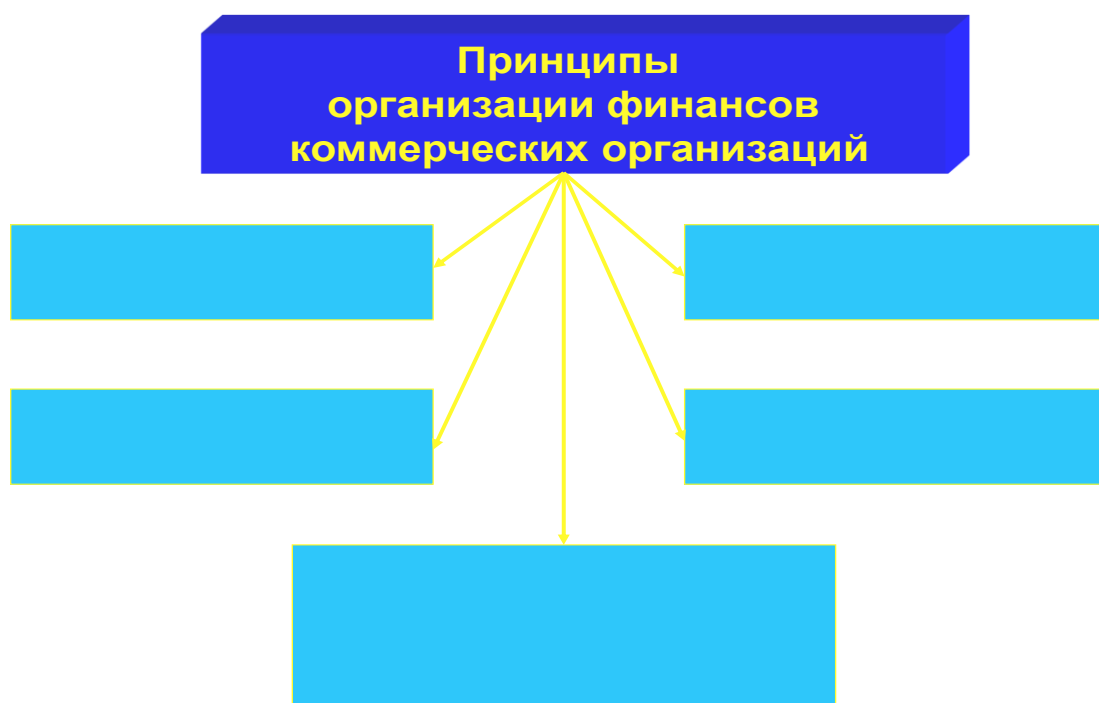 Принципы
организации финансов
коммерческих организаций